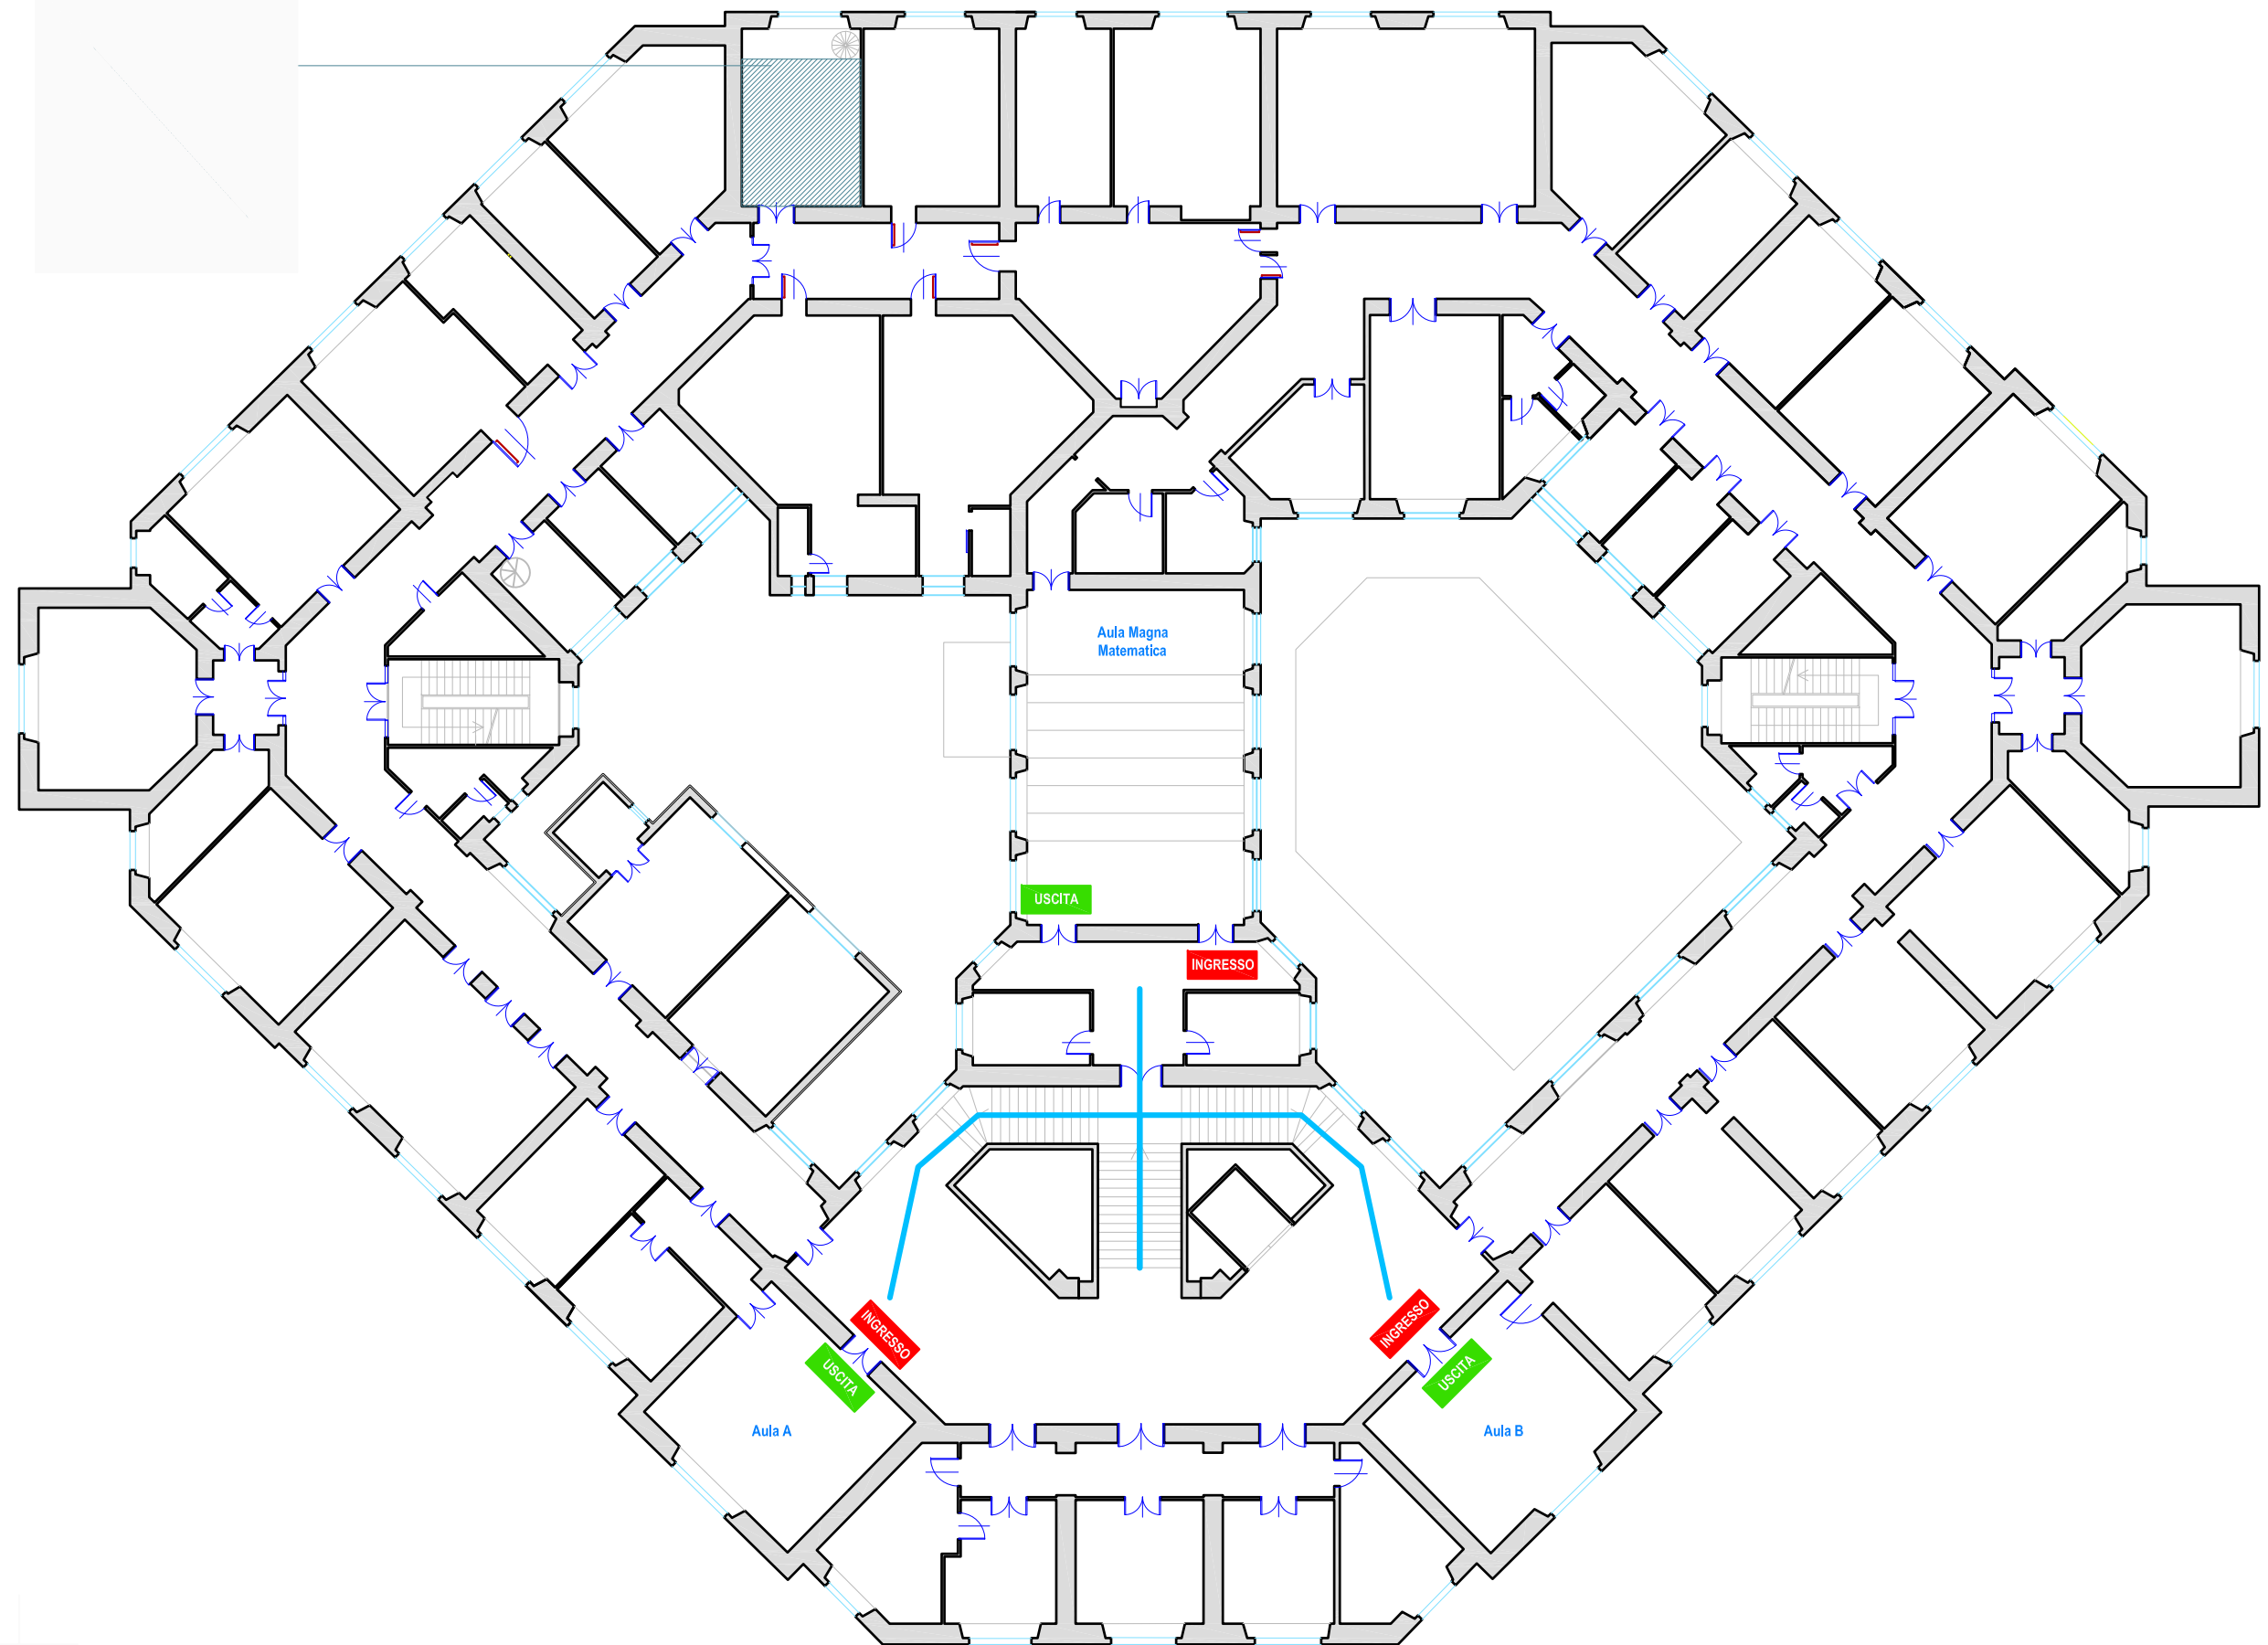 Aula Magna
Matematica
USCITA
INGRESSO
INGRESSO
USCITA
INGRESSO
USCITA
Aula A
Aula B